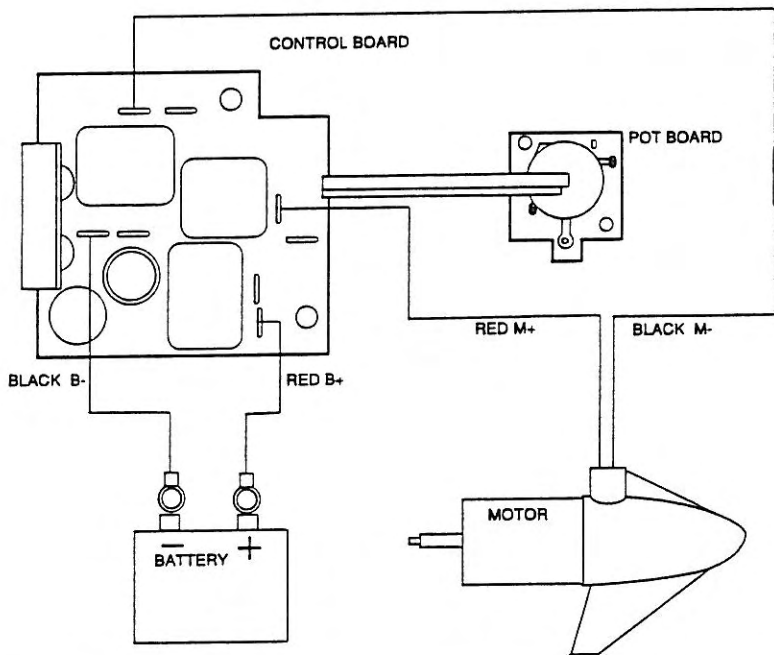 CONTROL BOARD
POT BOARD
RED M+
BLACK M-
BLACK B-
RED B+
MOTOR
− +
BATTERY